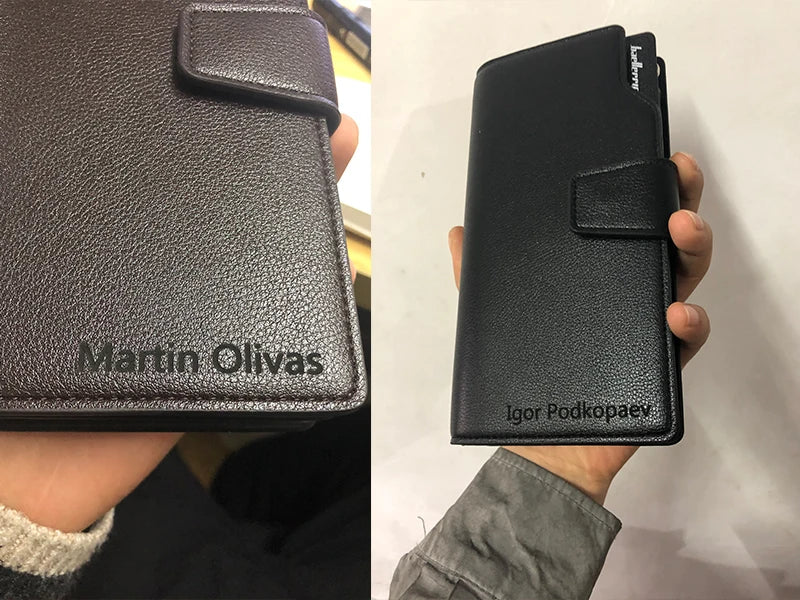 Martin Olivas
baellerry
Igor Podkopaev